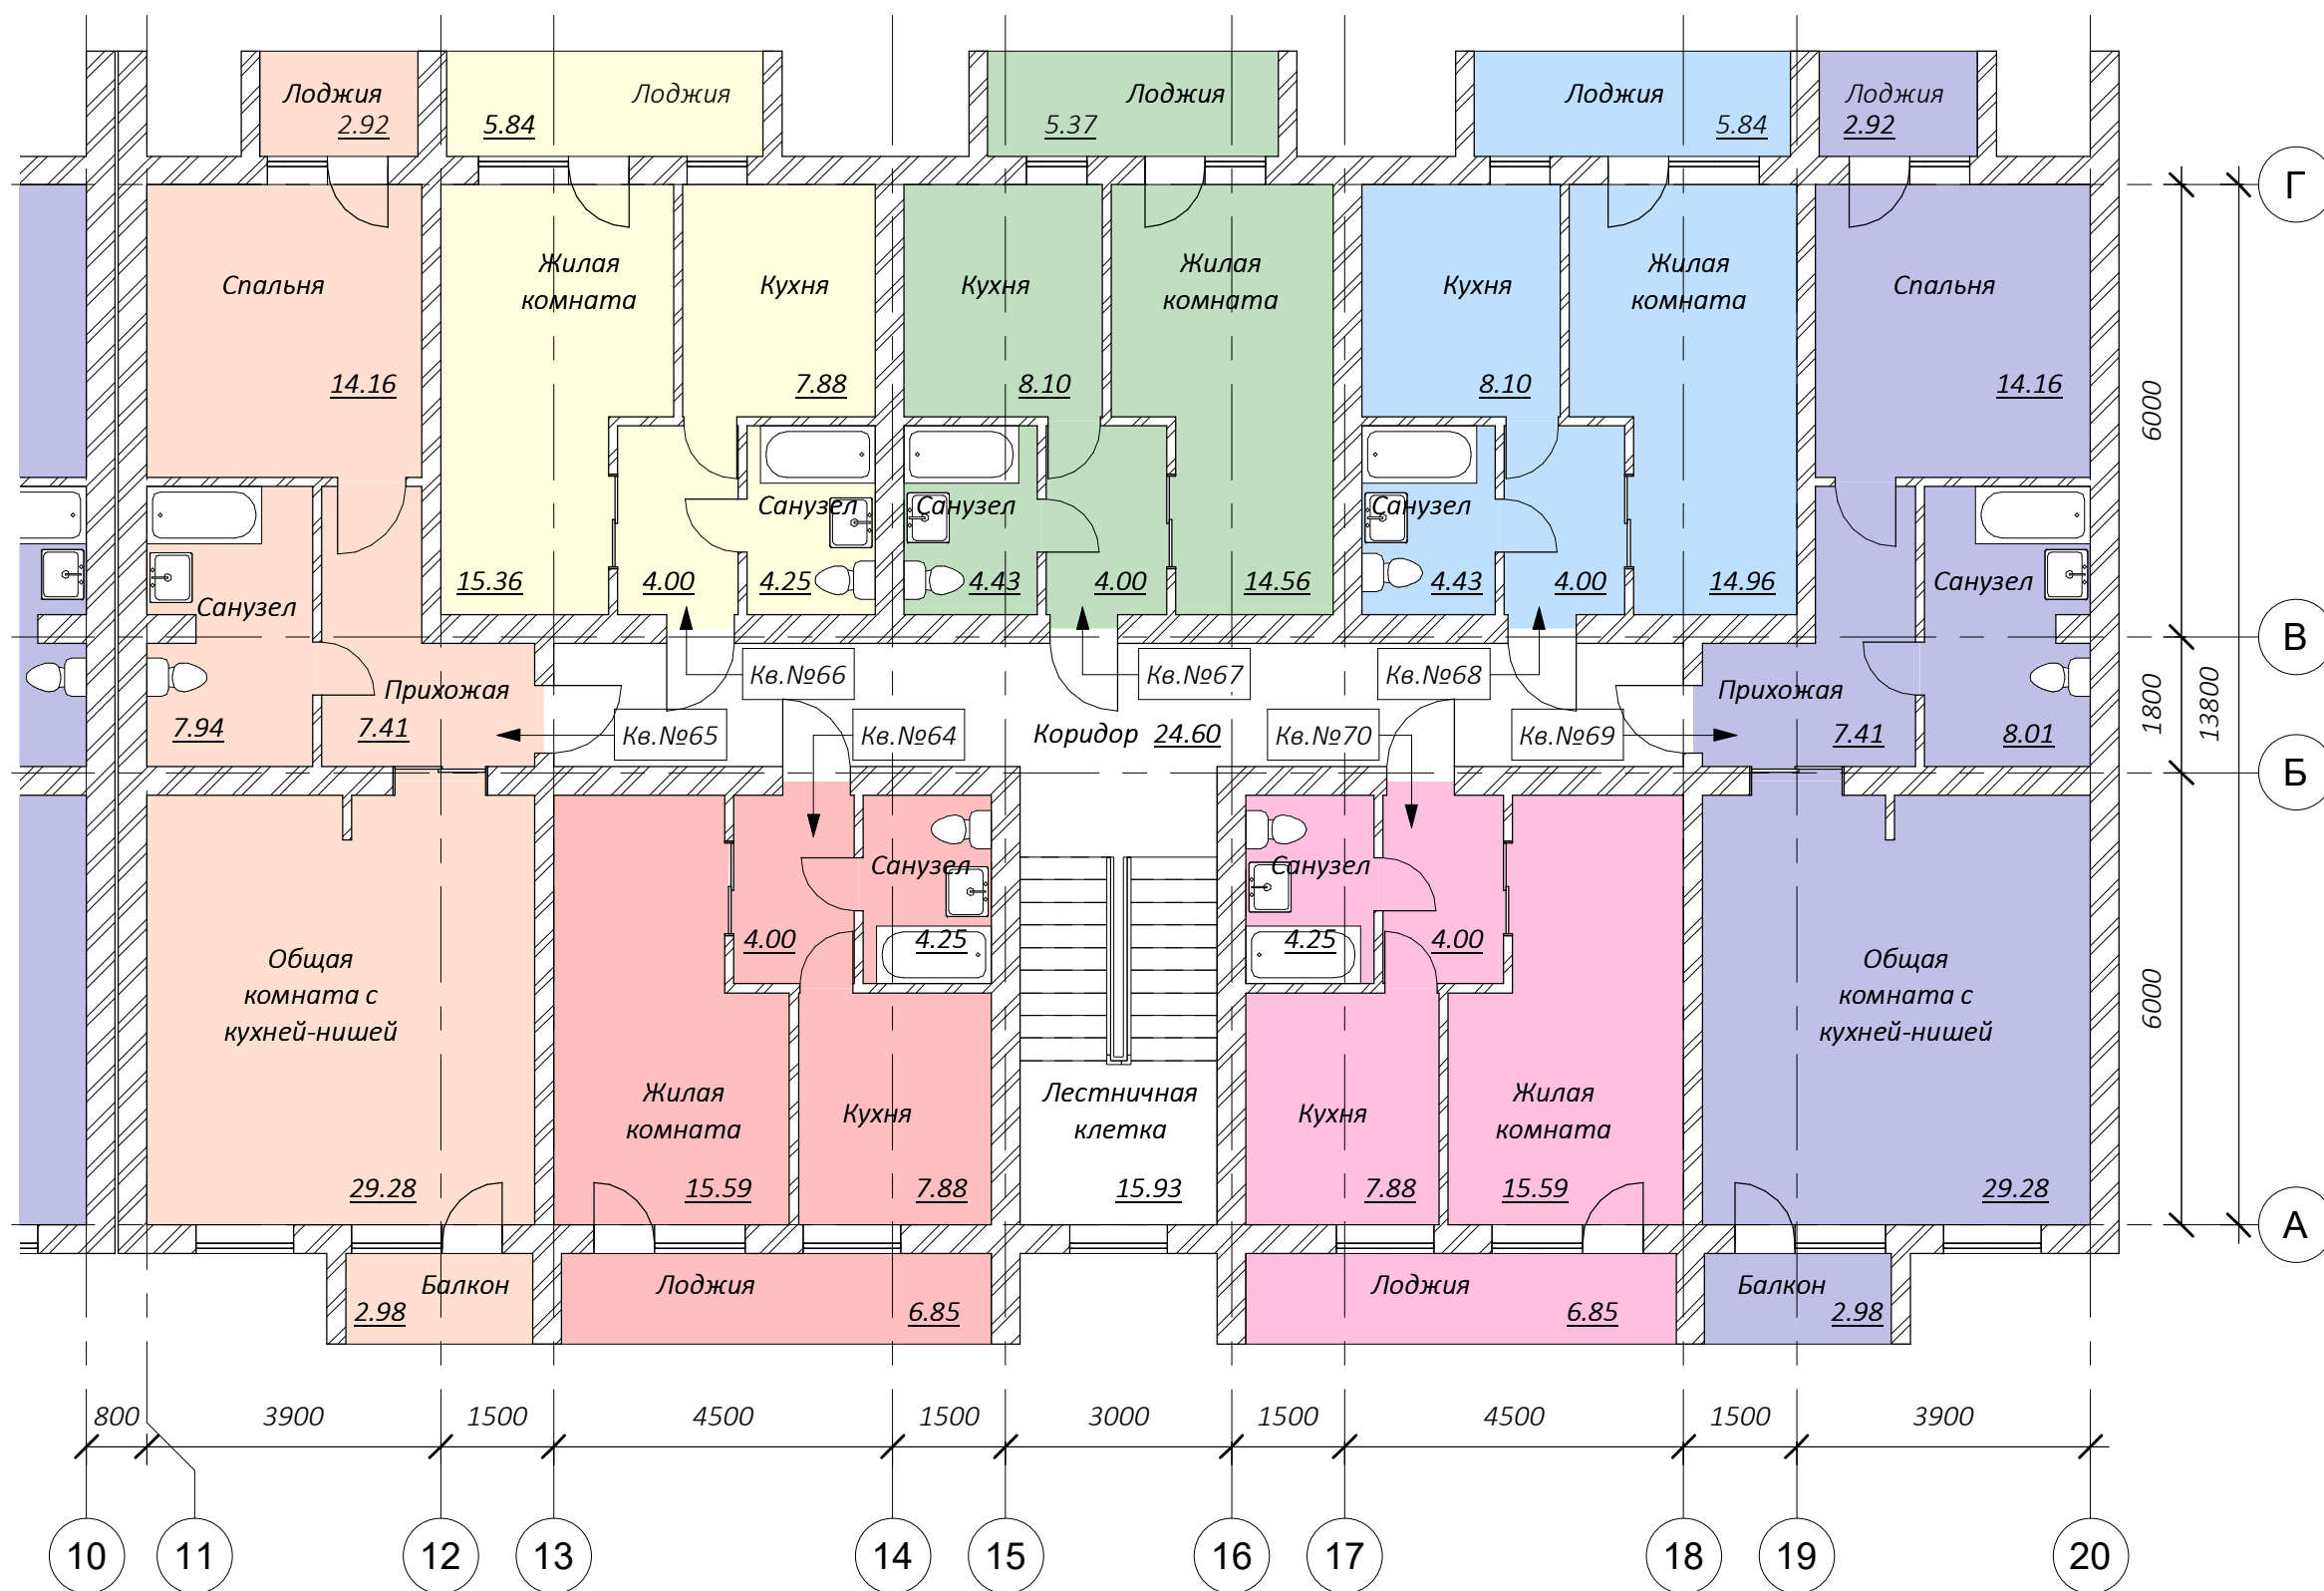 Лоджия
2.92
Лоджия
5.84
Лоджия
5.37
Лоджия
5.84
Лоджия
2.92
Г
Спальня
14.16
Жилая
комната
15.36
Кухня
7.88
Кухня
8.10
Жилая
комната
14.56
Кухня
8.10
Жилая
комната
14.96
Спальня
14.16
6000
4.00
Санузел
4.25
Санузел
4.43
4.00
Санузел
4.43
4.00
Санузел
7.94
Прихожая
7.41
Санузел
8.01
Прихожая
7.41
В
Кв.№66
Кв.№67
Кв.№68
Кв.№65
Кв.№64
Коридор 24.60
Кв.№70
Кв.№69
1800
13800
Б
Общая
комната с
кухней-нишей
29.28
4.00
Санузел
4.25
Жилая
комната
15.59
Кухня
7.88
Лестничная
клетка
15.93
Санузел
4.25
4.00
Кухня
7.88
Жилая
комната
15.59
Общая
комната с
кухней-нишей
29.28
6000
А
Балкон
2.98
Лоджия
6.85
Лоджия
6.85
Балкон
2.98
800 3900 1500 4500 1500 3000 1500 4500 1500 3900
10 11 12 13 14 15 16 17 18 19 20